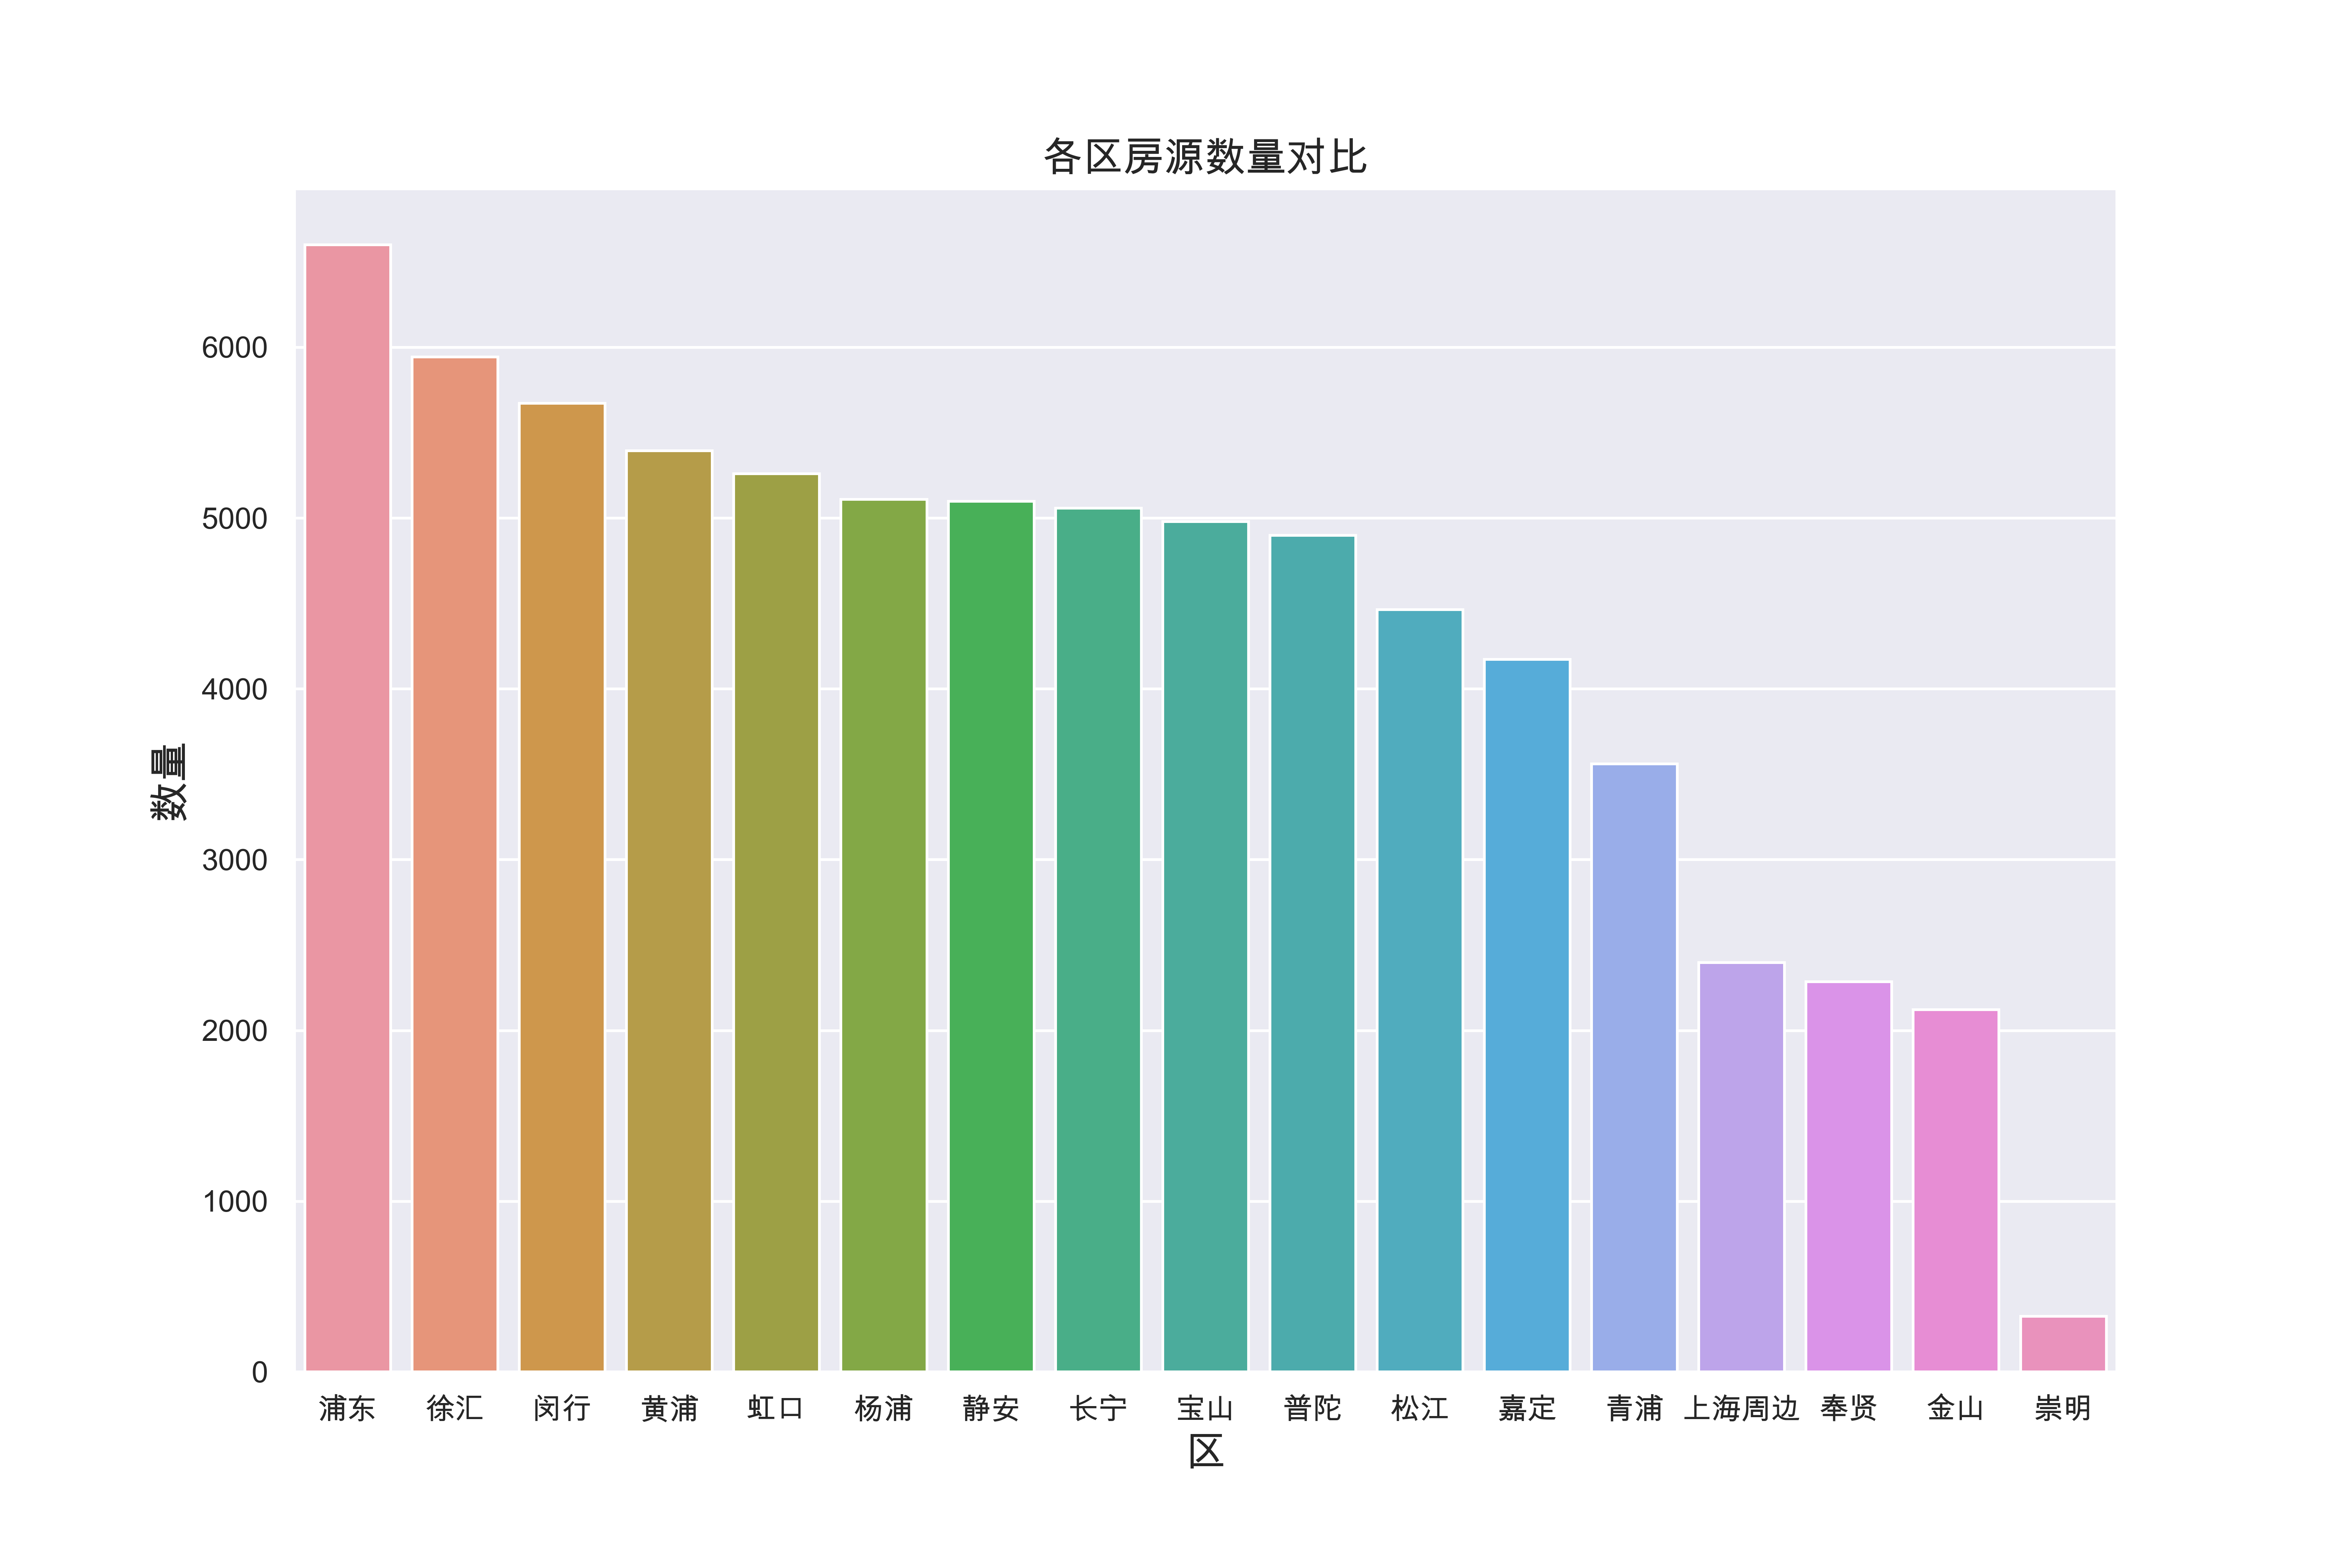 各区房源数量对比
数量
6000
5000
4000
3000
2000
1000
0
浦东 徐汇 闵行 黄浦 虹口 杨浦 静安 长宁 宝山 普陀 松江 嘉定 青浦 上海周边 奉贤 金山 崇明
区